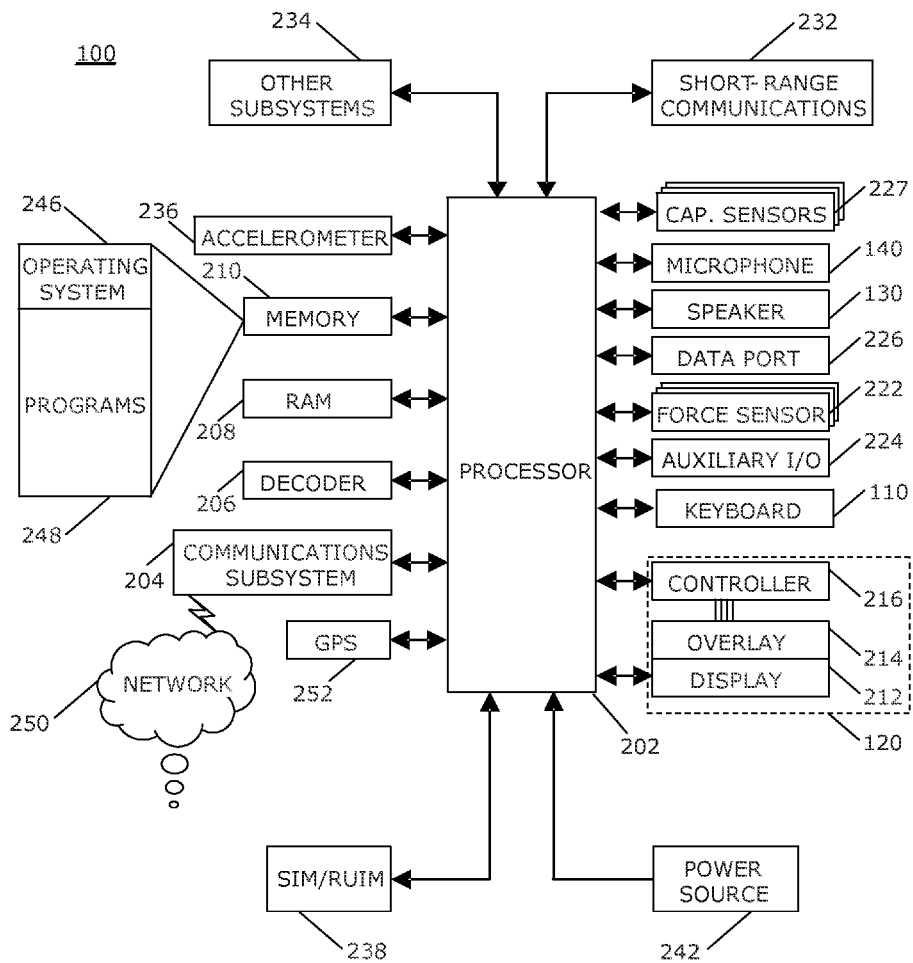 100
234
OTHER
SUBSYSTEMS
232
SHORT-RANGE
COMMUNICATIONS
246
OPERATING
SYSTEM
PROGRAMS
248
236
ACCELEROMETER
210
MEMORY
RAM
208
DECODER
206
COMMUNICATIONS
SUBSYSTEM
204
GPS
252
NETWORK
250
PROCESSOR
202
CAP. SENSORS
227
MICROPHONE
140
SPEAKER
130
DATA PORT
226
FORCE SENSOR
222
AUXILIARY I/O
224
KEYBOARD
110
CONTROLLER
216
OVERLAY
214
DISPLAY
212
120
SIM/RUIM
238
POWER
SOURCE
242